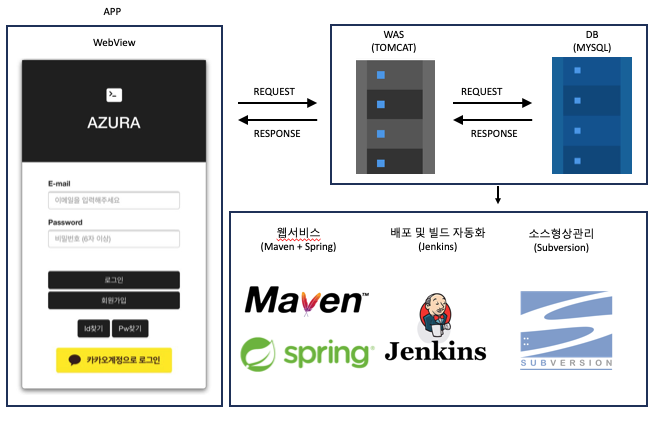 APP
WebView
>_
AZURA
E-mail
이메일을 입력해주세요
Password
비밀번호 (6자 이상)
로그인
회원가입
Id찾기 Pw찾기
카카오계정으로 로그인
REQUEST
RESPONSE
WAS
(TOMCAT)
REQUEST
RESPONSE
DB
(MYSQL)
웹서비스
(Maven + Spring)
Maven™
spring®
배포 및 빌드 자동화
(Jenkins)
Jenkins
소스형상관리
(Subversion)
SUBVERSION